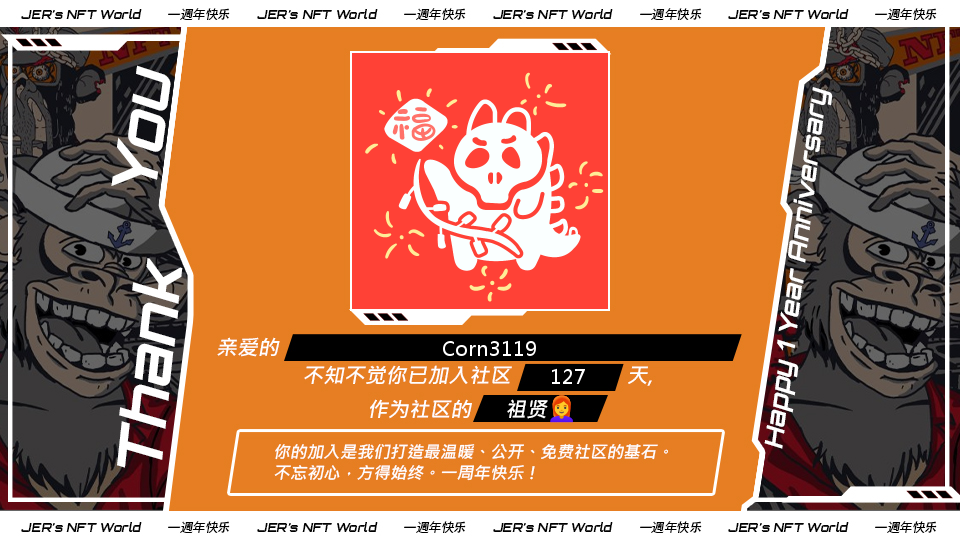 JER's NFT World 一週年快乐 JER's NFT World 一週年快乐 JER's NFT World 一週年快乐 JER's NFT World 一週年快乐
Thank You
福
Happy 1 Year Anniversary
亲爱的 Corn3119
不知不觉你已加入社区 127 天,
作为社区的 祖贤👩‍🦰
你的加入是我们打造最温暖、公开、免费社区的基石。
不忘初心，方得始终。一周年快乐！
JER's NFT World 一週年快乐 JER's NFT World 一週年快乐 JER's NFT World 一週年快乐 JER's NFT World 一週年快乐